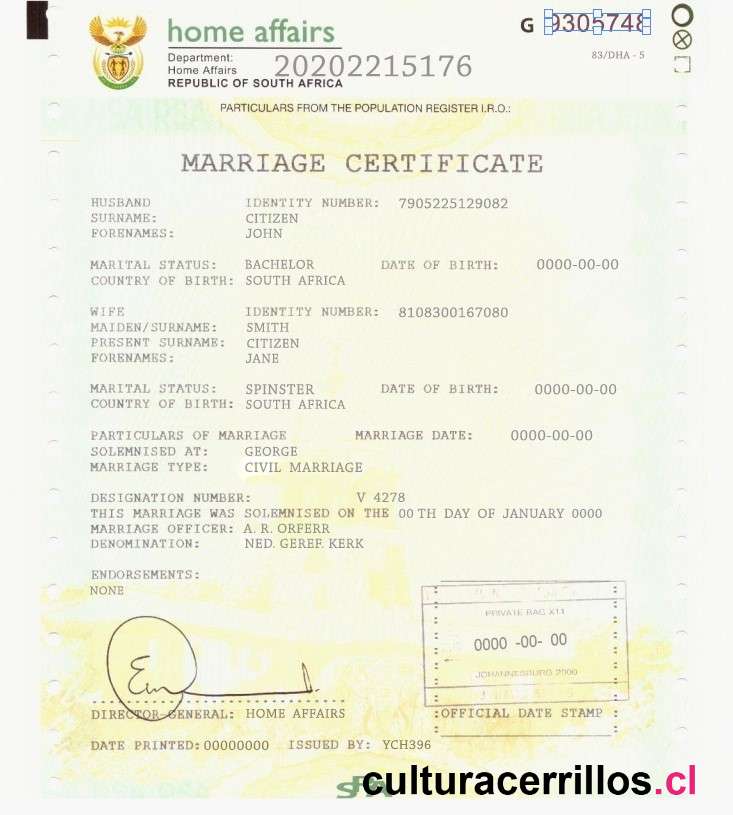 home affairs
G 9305748
Department:
Home Affairs
REPUBLIC OF SOUTH AFRICA
20202215176
83/DHA - 5
PARTICULARS FROM THE POPULATION REGISTER I.R.O.:
MARRIAGE CERTIFICATE
HUSBAND IDENTITY NUMBER: 7905225129082
SURNAME: CITIZEN
FORENAMES: JOHN
MARITAL STATUS: BACHELOR DATE OF BIRTH: 0000-00-00
COUNTRY OF BIRTH: SOUTH AFRICA
WIFE IDENTITY NUMBER: 8108300167080
MAIDEN/SURNAME: SMITH
PRESENT SURNAME: CITIZEN
FORENAMES: JANE
MARITAL STATUS: SPINSTER DATE OF BIRTH: 0000-00-00
COUNTRY OF BIRTH: SOUTH AFRICA
PARTICULARS OF MARRIAGE MARRIAGE DATE: 0000-00-00
SOLEMNISED AT: GEORGE
MARRIAGE TYPE: CIVIL MARRIAGE
DESIGNATION NUMBER: V 4278
THIS MARRIAGE WAS SOLEMNISED ON THE 00 TH DAY OF JANUARY 0000
MARRIAGE OFFICER: A. R. ORFERR
DENOMINATION: NED. GEREF. KERK
ENDORSEMENTS:
NONE
PRIVATE BAG X11
0000 -00- 00
JOHANNESBURG 2000
DIRECTOR-GENERAL: HOME AFFAIRS
:OFFICIAL DATE STAMP :
DATE PRINTED: 00000000 ISSUED BY: YCH396
culturacerrillos.cl